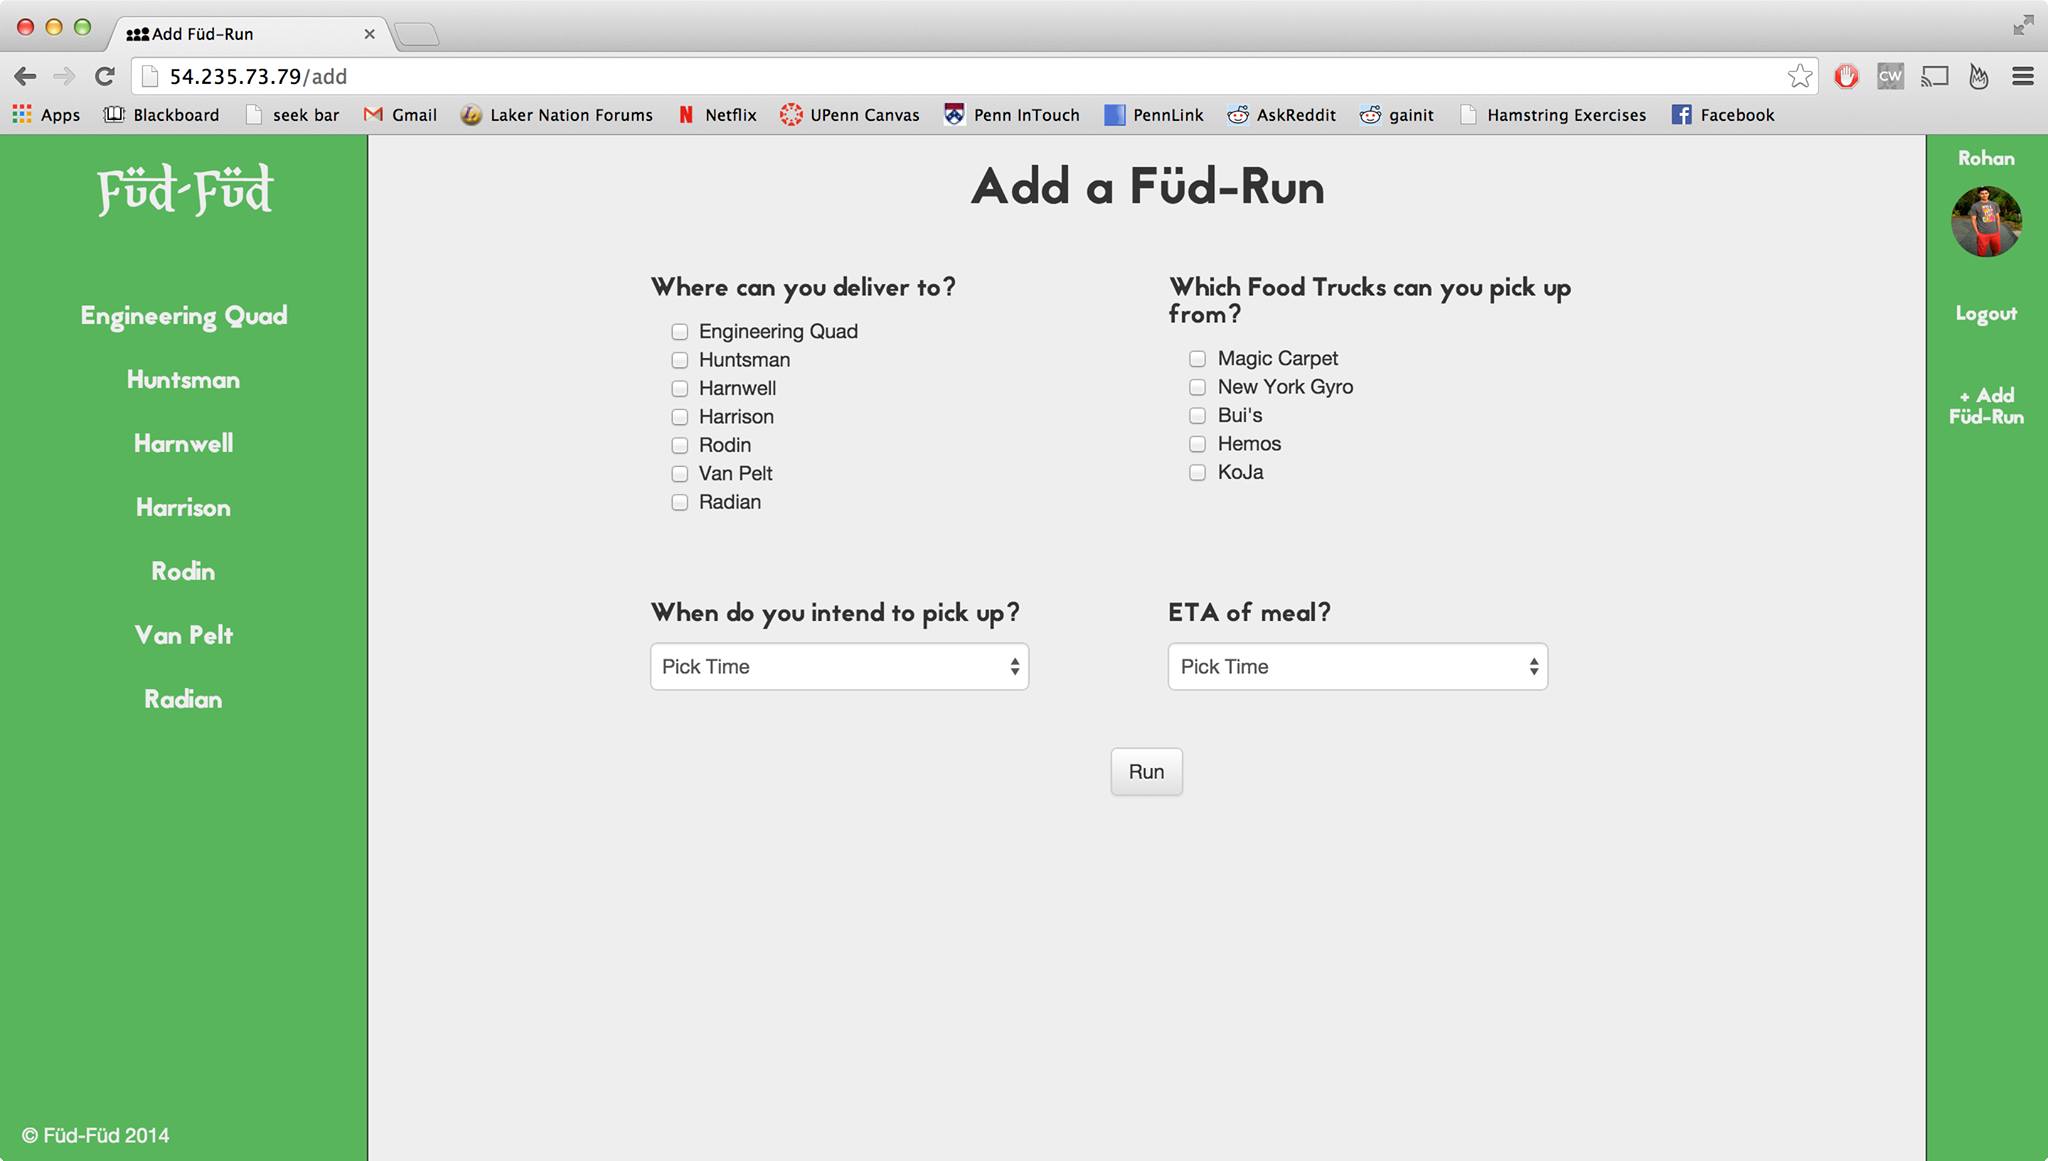 Add Füd-Run
54.235.73.79/add
CW
Apps Blackboard seek bar Gmail Laker Nation Forums Netflix UPenn Canvas Penn InTouch PennLink AskReddit gainit Hamstring Exercises Facebook
Füd-Füd
Engineering Quad
Huntsman
Harnwell
Harrison
Rodin
Van Pelt
Radian
© Füd-Füd 2014
Add a Füd-Run
Where can you deliver to?
Engineering Quad
Huntsman
Harnwell
Harrison
Rodin
Van Pelt
Radian
Which Food Trucks can you pick up
from?
Magic Carpet
New York Gyro
Bui's
Hemos
KoJa
When do you intend to pick up?
Pick Time
ETA of meal?
Pick Time
Run
Rohan
Logout
+ Add
Füd-Run